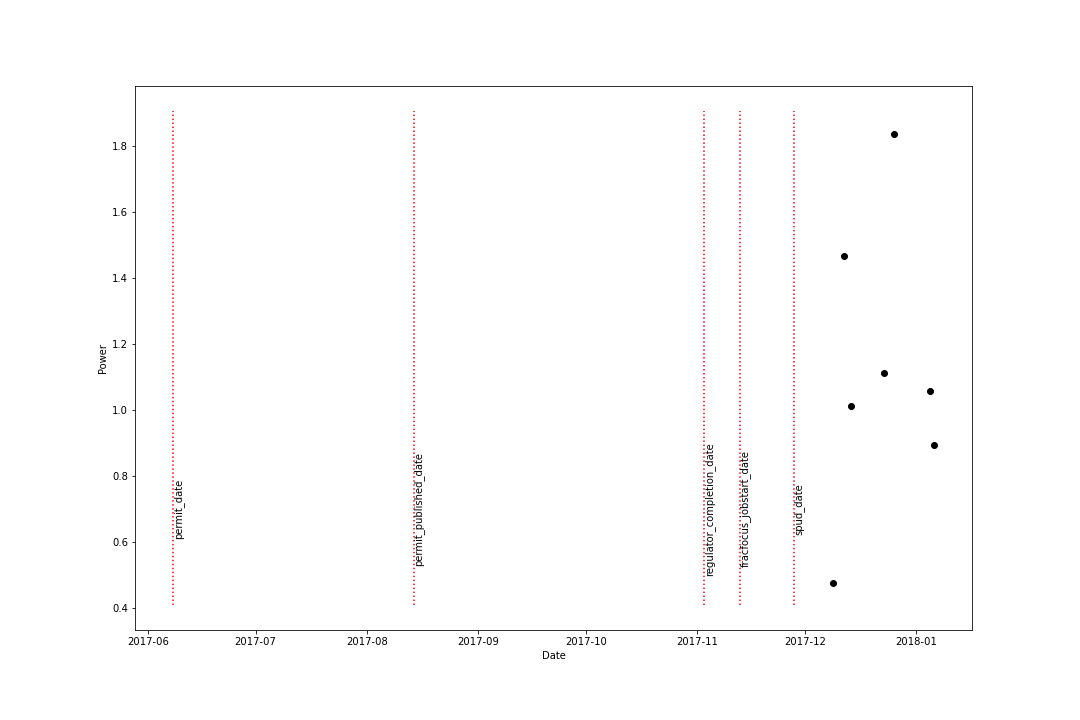 1.8
1.6
1.4
1.2
1.0
0.8
0.6
0.4
Power
permit_date
permit_published_date
regulator_completion_date
fracfocus_jobstart_date
spud_date
2017-06 2017-07 2017-08 2017-09 2017-10 2017-11 2017-12 2018-01
Date